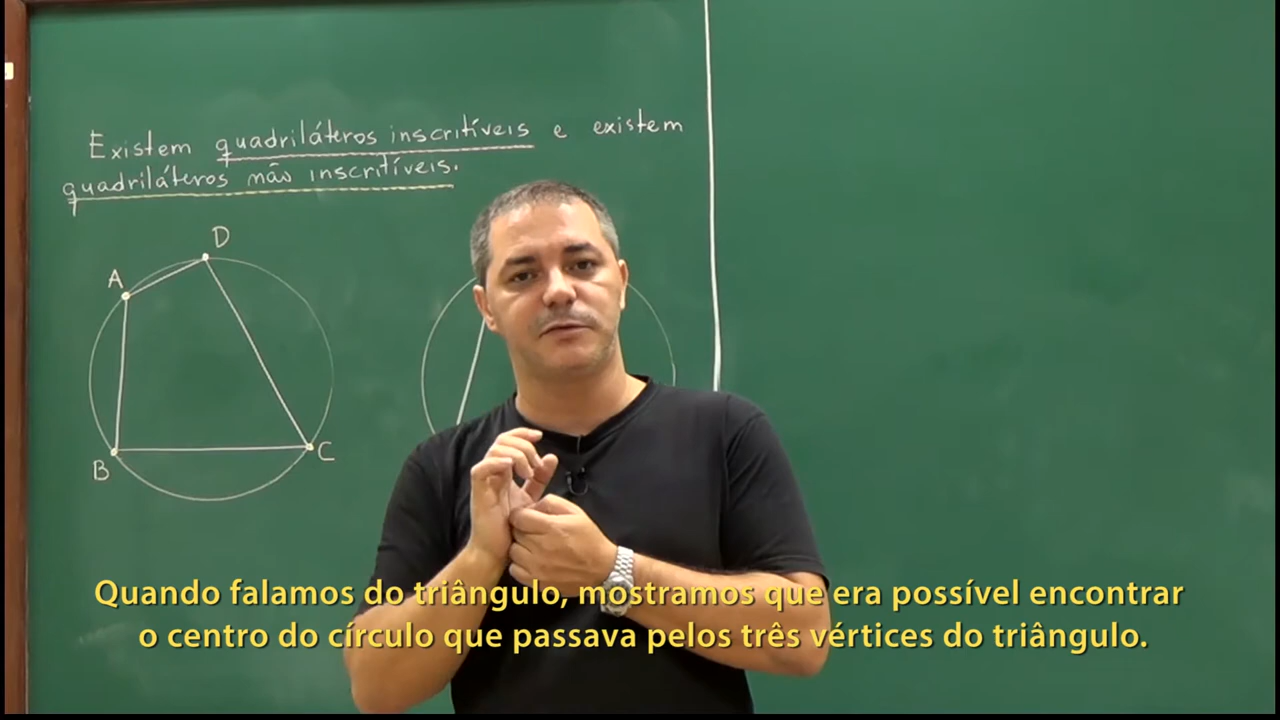 Existem quadriláteros inscritíveis e existem
quadriláteros não inscritíveis.
D
A
B
C
Quando falamos do triângulo, mostramos que era possível encontrar
o centro do círculo que passava pelos três vértices do triângulo.